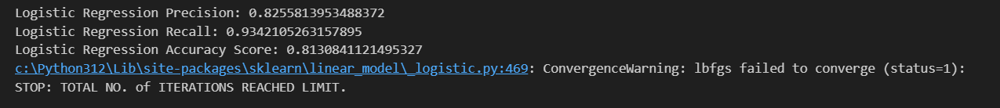 Logistic Regression Precision: 0.8255813953488372
Logistic Regression Recall: 0.9342105263157895
Logistic Regression Accuracy Score: 0.8130841121495327
c:\Python312\Lib\site-packages\sklearn\linear_model\_logistic.py:469: ConvergenceWarning: lbfgs failed to converge (status=1):
STOP: TOTAL NO. of ITERATIONS REACHED LIMIT.